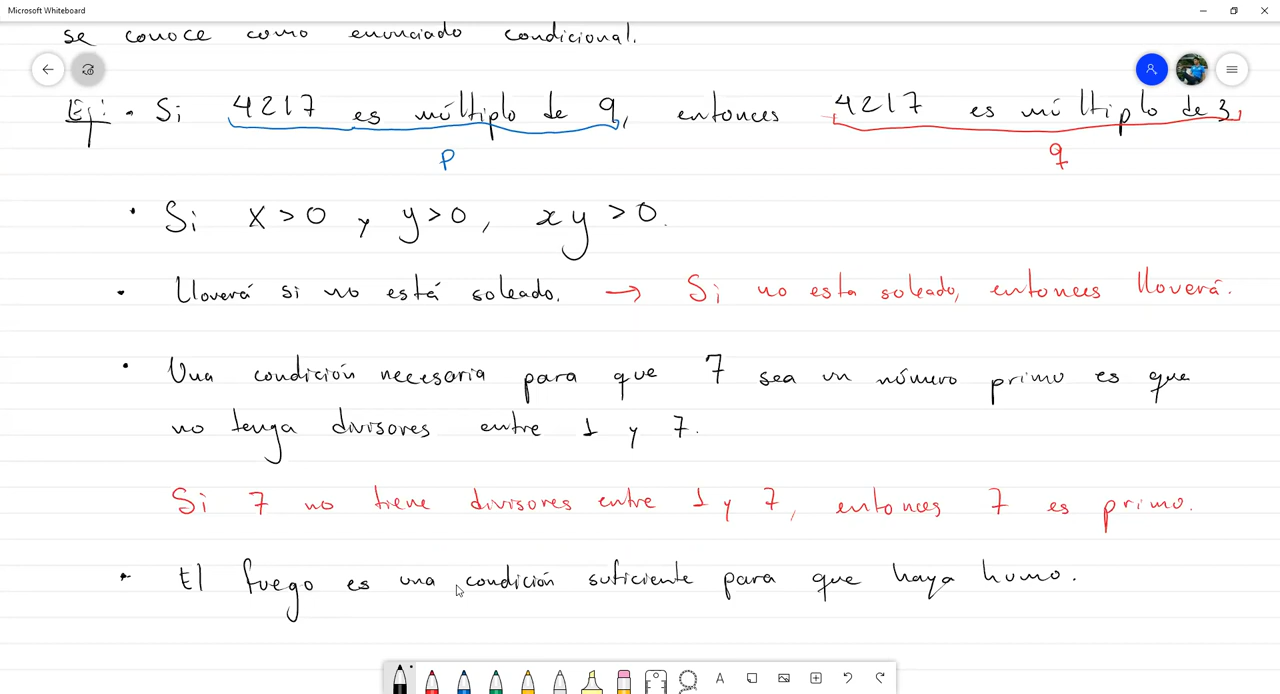 Microsoft Whiteboard
se conoce como enunciado condicional.
Ej: • Si 4217 es múltiplo de 9, entonces 4217 es múltiplo de 3
p q
• Si x > 0 y y > 0, xy > 0.
• Lloverá si no está soleado. → Si no esta soleado, entonces lloverá.
• Una condición necesaria para que 7 sea un número primo es que
no tenga divisores entre 1 y 7.
Si 7 no tiene divisores entre 1 y 7, entonces 7 es primo.
• El fuego es una condición suficiente para que haya humo.
A